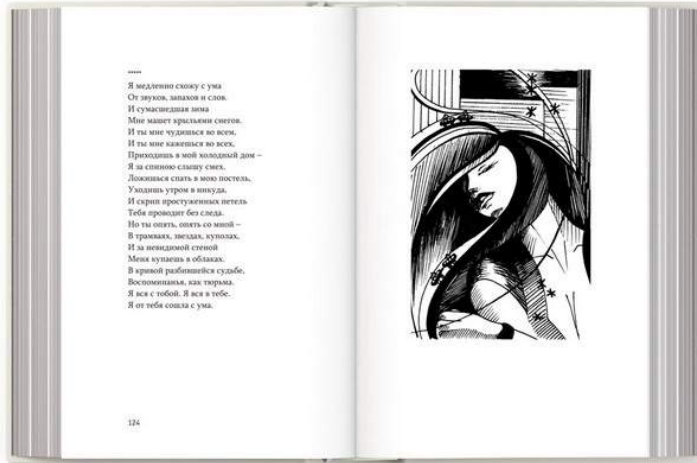 *****
Я медленно схожу с ума
От звуков, запахов и слов.
И сумасшедшая зима
Мне машет крыльями снегов.
И ты мне чудишься во всем,
И ты мне кажешься во всех,
Приходишь в мой холодный дом –
Я за спиною слышу смех.
Ложишься спать в мою постель,
Уходишь утром в никуда,
И скрип простуженных петель
Тебя проводит без следа.
Но ты опять, опять со мной –
В трамваях, звездах, куполах,
И за невидимой стеной
Меня купаешь в облаках.
В кривой разбившейся судьбе,
Воспоминанья, как тюрьма.
Я вся с тобой. Я вся в тебе.
Я от тебя сошла с ума.
124